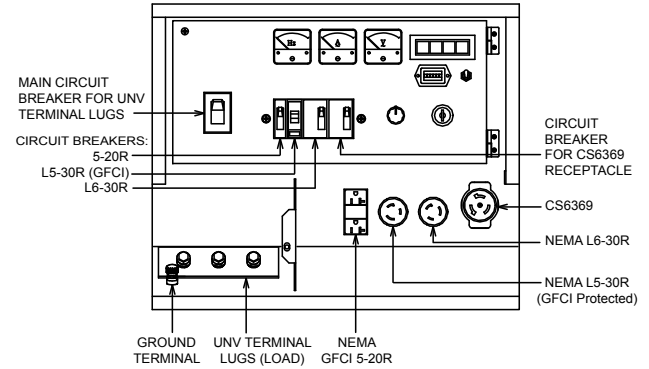 Hz
A
V
MAIN CIRCUIT
BREAKER FOR UNV
TERMINAL LUGS
CIRCUIT BREAKERS:
5-20R
L5-30R (GFCI)
L6-30R
CIRCUIT
BREAKER
FOR CS6369
RECEPTACLE
CS6369
NEMA L6-30R
NEMA L5-30R
(GFCI Protected)
GROUND
TERMINAL
UNV TERMINAL
LUGS (LOAD)
NEMA
GFCI 5-20R